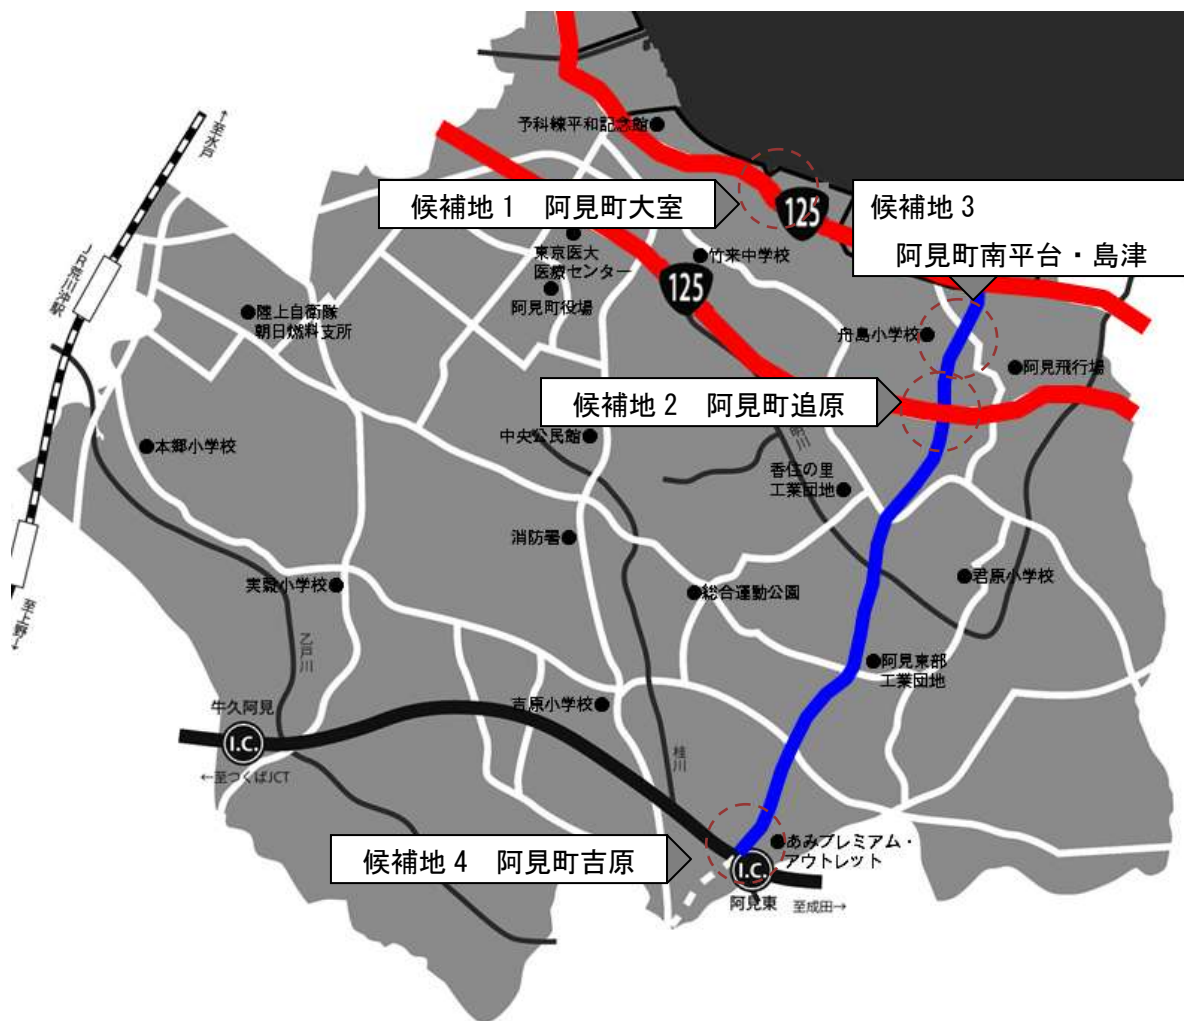 予科練平和記念館
←至水戸
候補地1 阿見町大室
125
候補地3
阿見町南平台・島津
東京医大
医療センター
竹来中学校
JR荒川沖駅
125
阿見町役場
陸上自衛隊
朝日燃料支所
舟島小学校
阿見飛行場
候補地2 阿見町追原
中央公民館
本郷小学校
香住の里
工業団地
消防署
実穀小学校
総合運動公園
君原小学校
至上野→
乙戸川
阿見東部
工業団地
吉原小学校
牛久阿見
I.C.
←至つくばJCT
桂川
あみプレミアム・
アウトレット
候補地4 阿見町吉原
I.C.
阿見東
至成田→